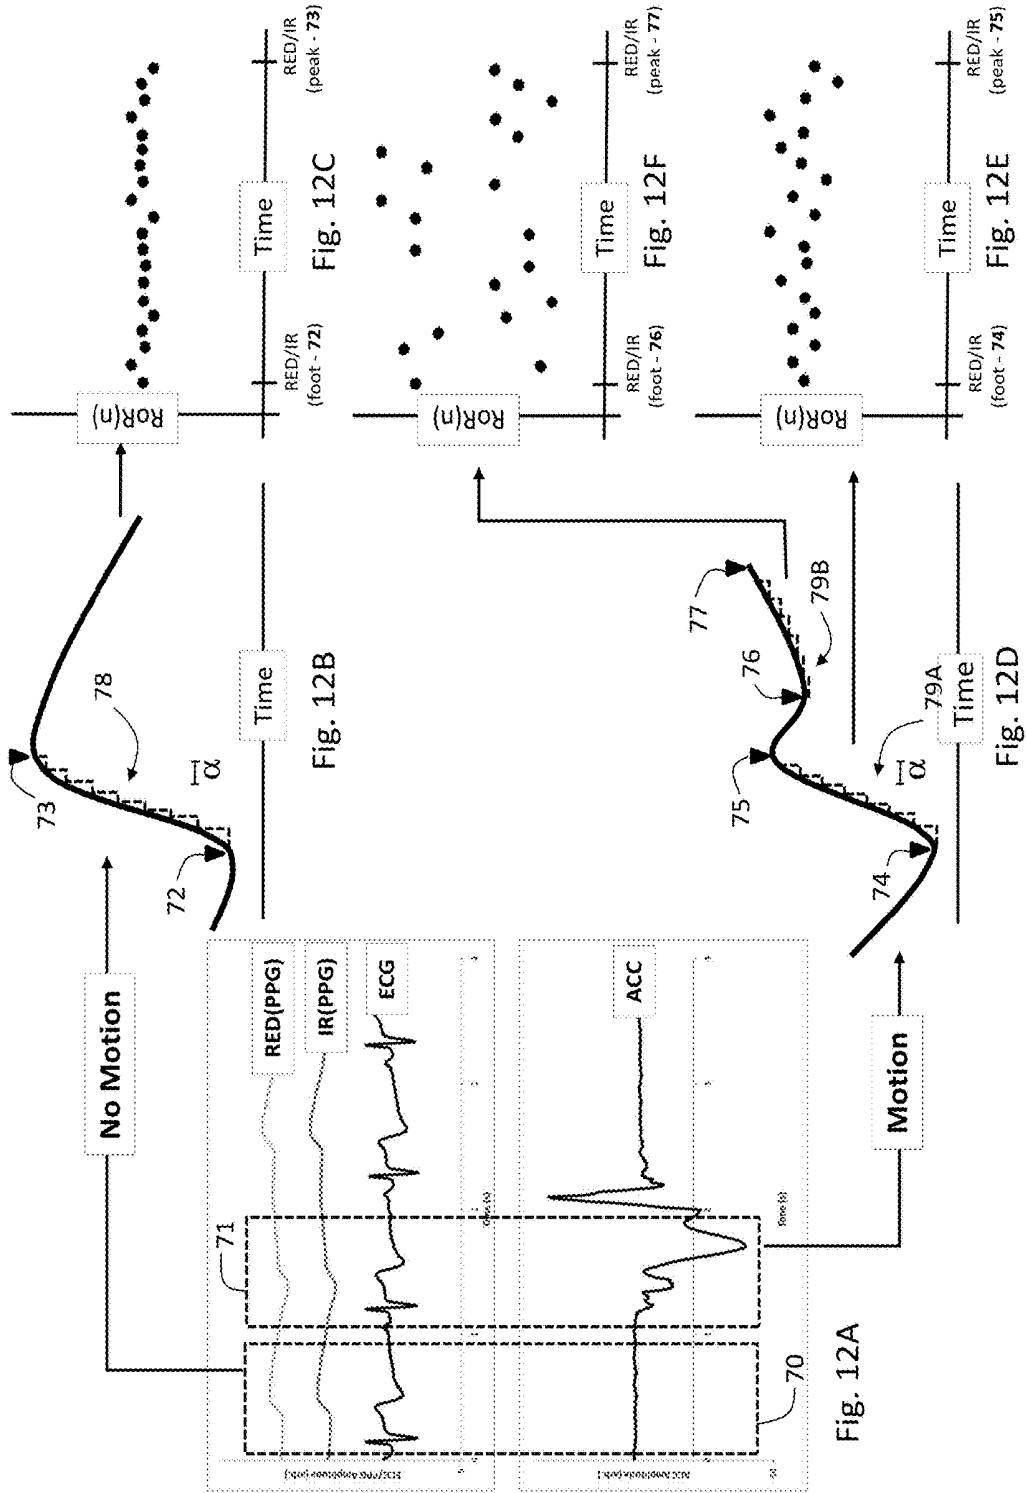 No Motion
RED(PPG)
IR(PPG)
ECG
ACC
71
70
Motion
Fig. 12A
73
72
78
α
Time
Fig. 12B
RoR(n)
RED/IR
(foot - 72)
Time
RED/IR
(peak - 73)
Fig. 12C
75
74
76
77
79A
79B
α
Time
Fig. 12D
RoR(n)
RED/IR
(foot - 76)
Time
RED/IR
(peak - 77)
Fig. 12F
RoR(n)
RED/IR
(foot - 74)
Time
RED/IR
(peak - 75)
Fig. 12E